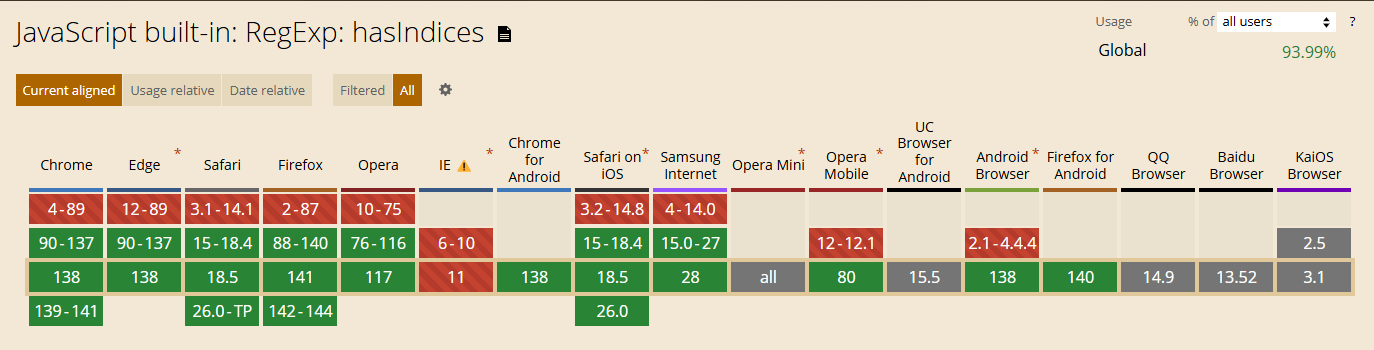 JavaScript built-in: RegExp: hasIndices
Usage % of all users ?
Global 93.99%
Current aligned Usage relative Date relative Filtered All
Chrome
Edge *
Safari
Firefox
Opera
IE *
Chrome for Android
Safari on iOS *
Samsung Internet
Opera Mini *
Opera Mobile *
UC Browser for Android
Android Browser *
Firefox for Android
QQ Browser
Baidu Browser
KaiOS Browser
4-89 12-89 3.1-14.1 2-87 10-75 3.2-14.8 4-14.0
90-137 90-137 15-18.4 88-140 76-116 6-10 15-18.4 15.0-27 12-12.1 2.1-4.4.4 2.5
138 138 18.5 141 117 11 138 18.5 28 all 80 15.5 138 140 14.9 13.52 3.1
139-141 26.0-TP 142-144 26.0